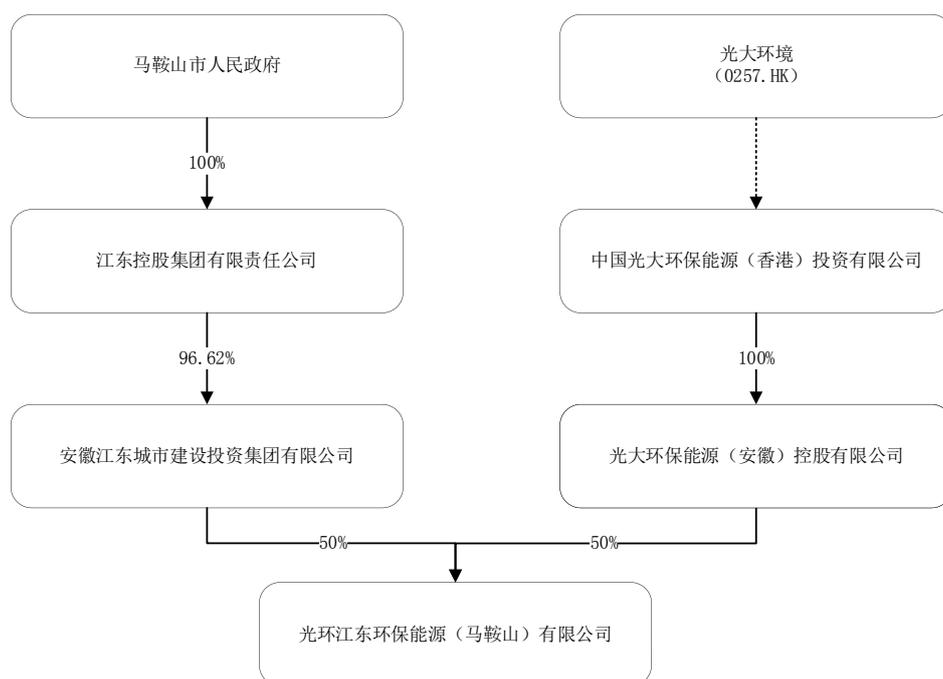 马鞍山市人民政府
光大环境
（0257.HK）
100%
江东控股集团有限责任公司
中国光大环保能源（香港）投资有限公司
96.62%
100%
安徽江东城市建设投资集团有限公司
光大环保能源（安徽）控股有限公司
50%
50%
光环江东环保能源（马鞍山）有限公司